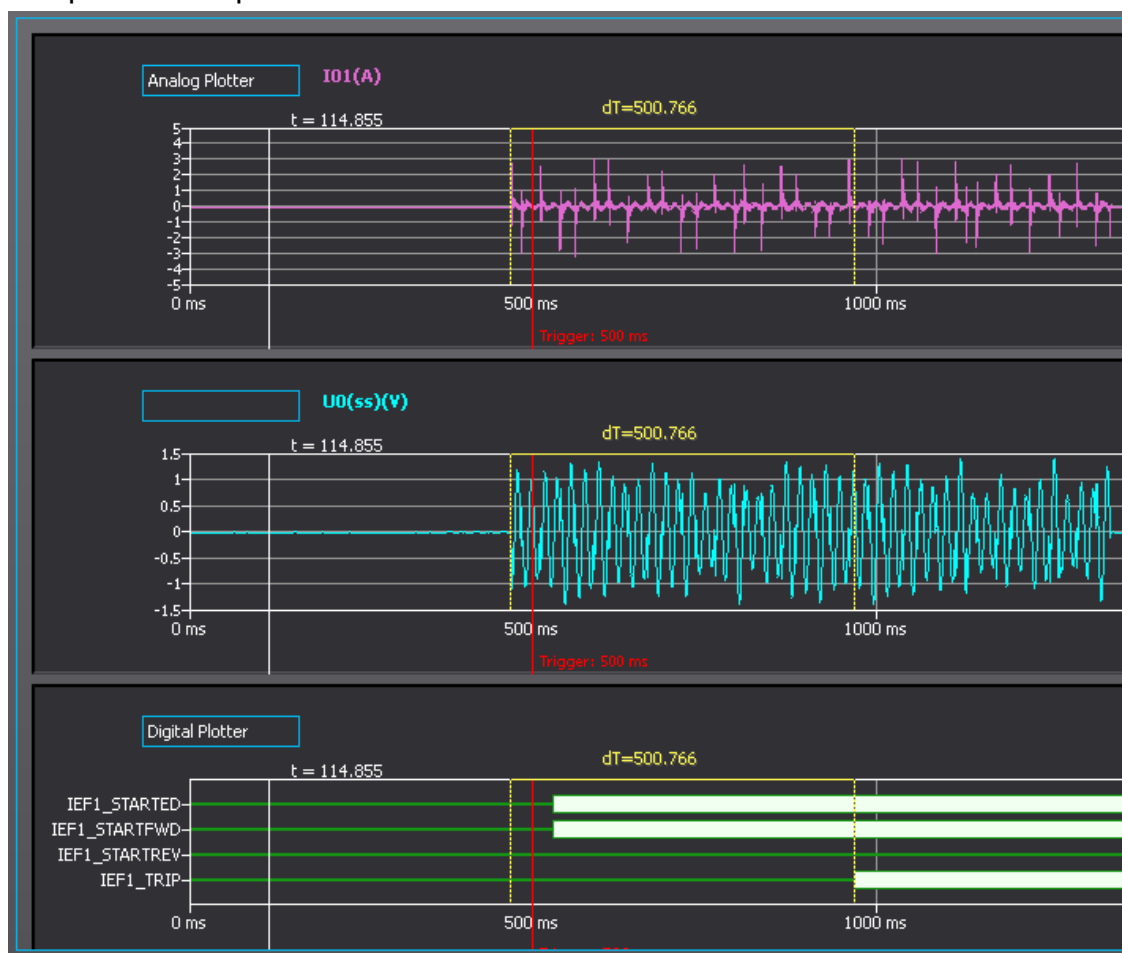 Analog Plotter I01(A)
dT=500.766
t = 114.855
5
4
3
2
1
0
-1
-2
-3
-4
-5
0 ms 500 ms 1000 ms
Trigger: 500 ms
U0(ss)(V)
dT=500.766
t = 114.855
1.5
1
0.5
0
-0.5
-1
-1.5
0 ms 500 ms 1000 ms
Trigger: 500 ms
Digital Plotter
dT=500.766
t = 114.855
IEF1_STARTED
IEF1_STARTFWD
IEF1_STARTREV
IEF1_TRIP
0 ms 500 ms 1000 ms